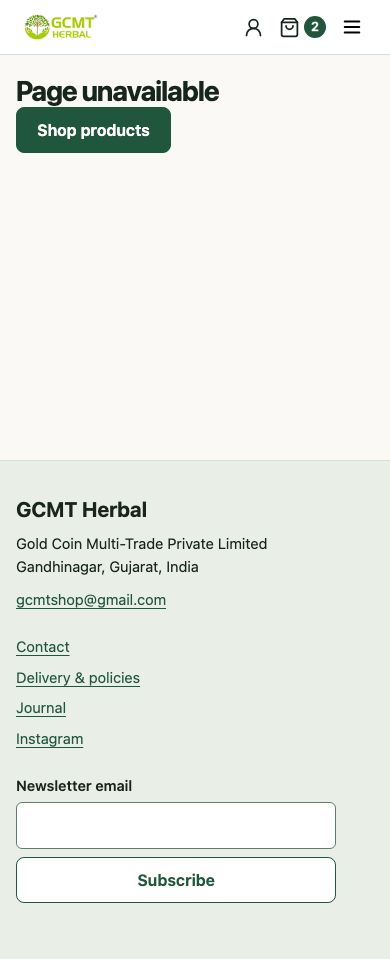 GCMT
HERBAL
2
Page unavailable
Shop products
GCMT Herbal
Gold Coin Multi-Trade Private Limited
Gandhinagar, Gujarat, India
gcmtshop@gmail.com
Contact
Delivery & policies
Journal
Instagram
Newsletter email
Subscribe